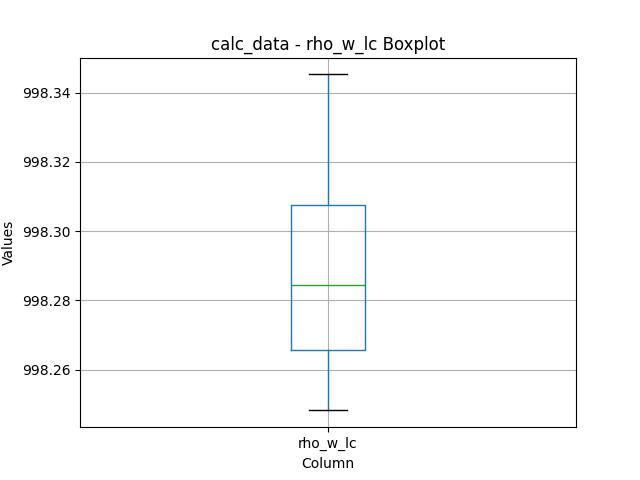 calc_data - rho_w_lc Boxplot
998.34
998.32
998.30
998.28
998.26
Values
rho_w_lc
Column